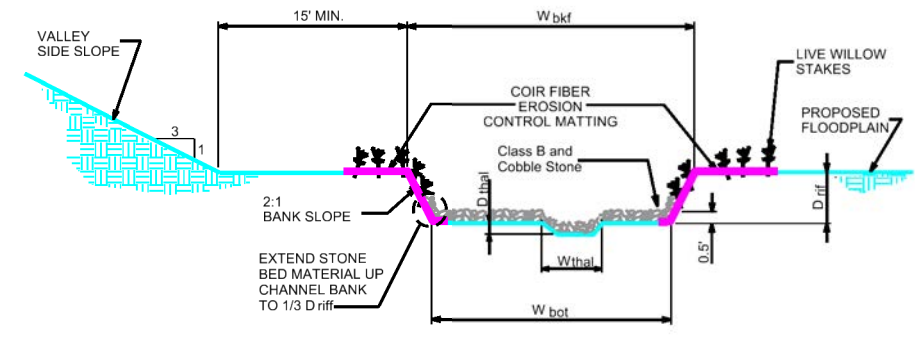 15' MIN.
W bkf
VALLEY
SIDE SLOPE
LIVE WILLOW
STAKES
COIR FIBER
EROSION
CONTROL MATTING
PROPOSED
FLOODPLAIN
3
1
Class B and
Cobble Stone
D thal
D rif
2:1
BANK SLOPE
0.5'
EXTEND STONE
BED MATERIAL UP
CHANNEL BANK
TO 1/3 D riff
W thal
W bot